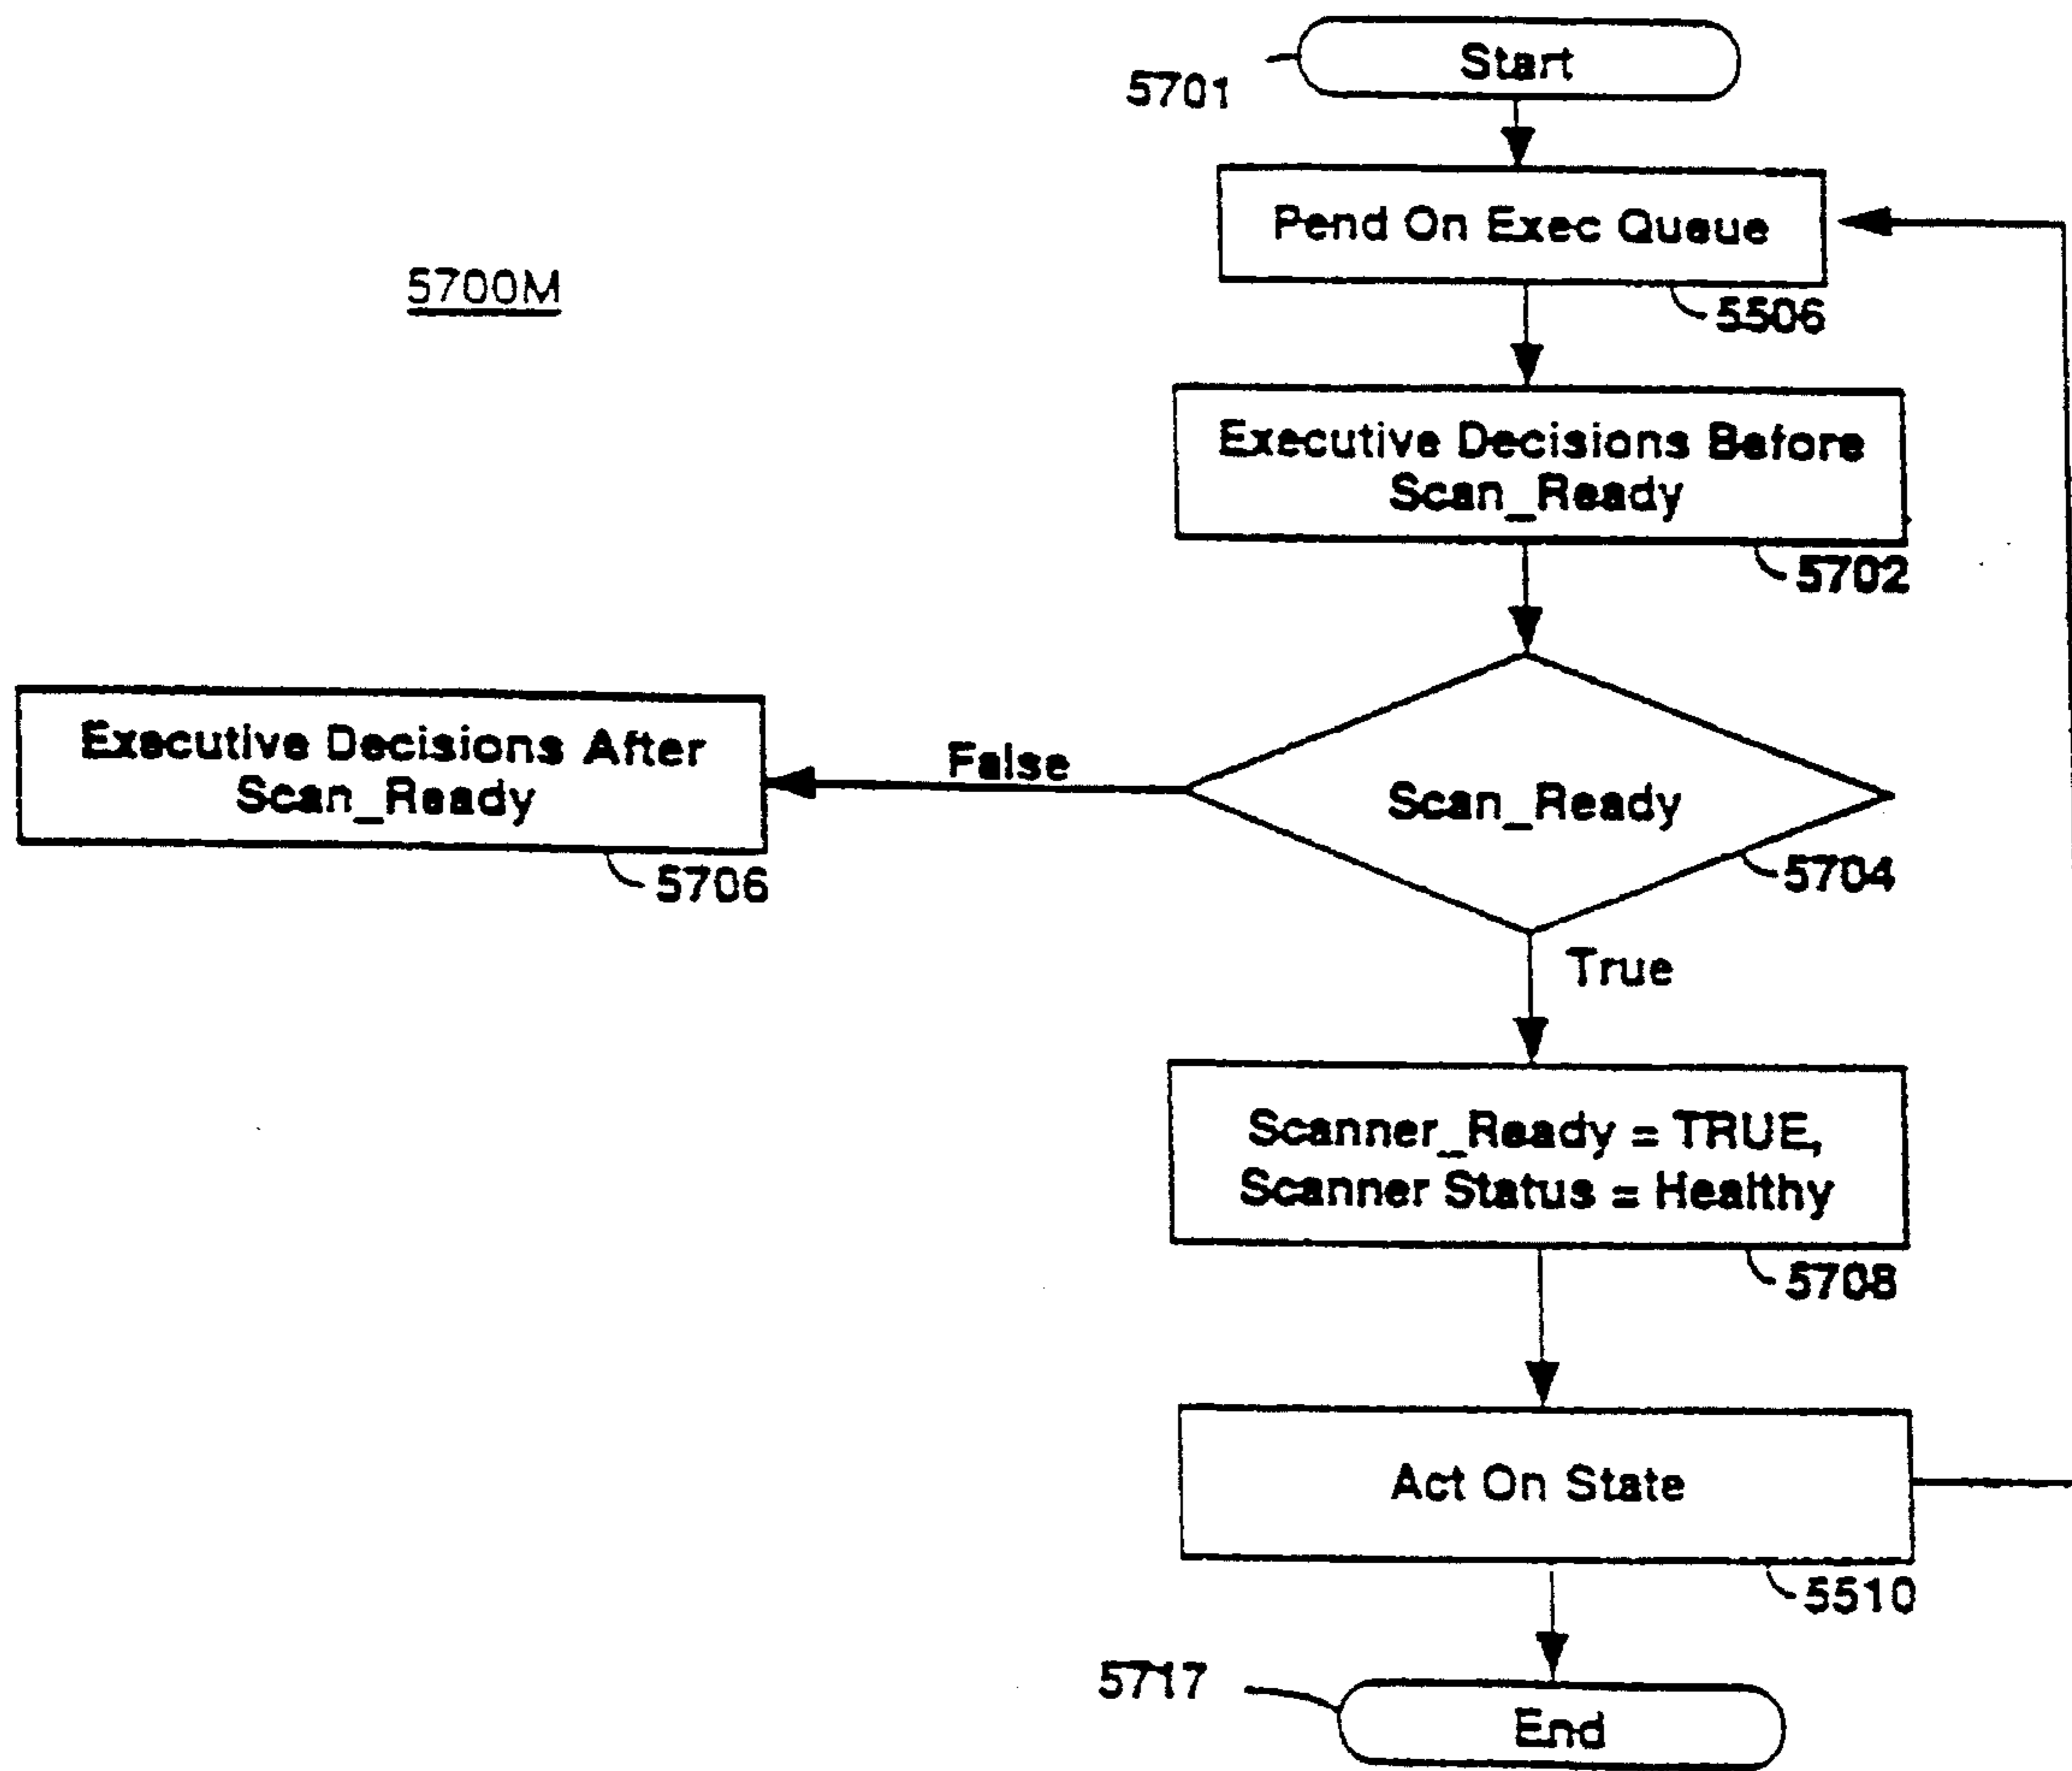 Start
5701
Pend On Exec Queue
5700M
5506
Executive Decisions Before
Scan_Ready
5702
Executive Decisions After
Scan_Ready
False
Scan_Ready
5706
5704
True
Scanner_Ready = TRUE,
Scanner Status = Healthy
5708
Act On State
5510
5717
End